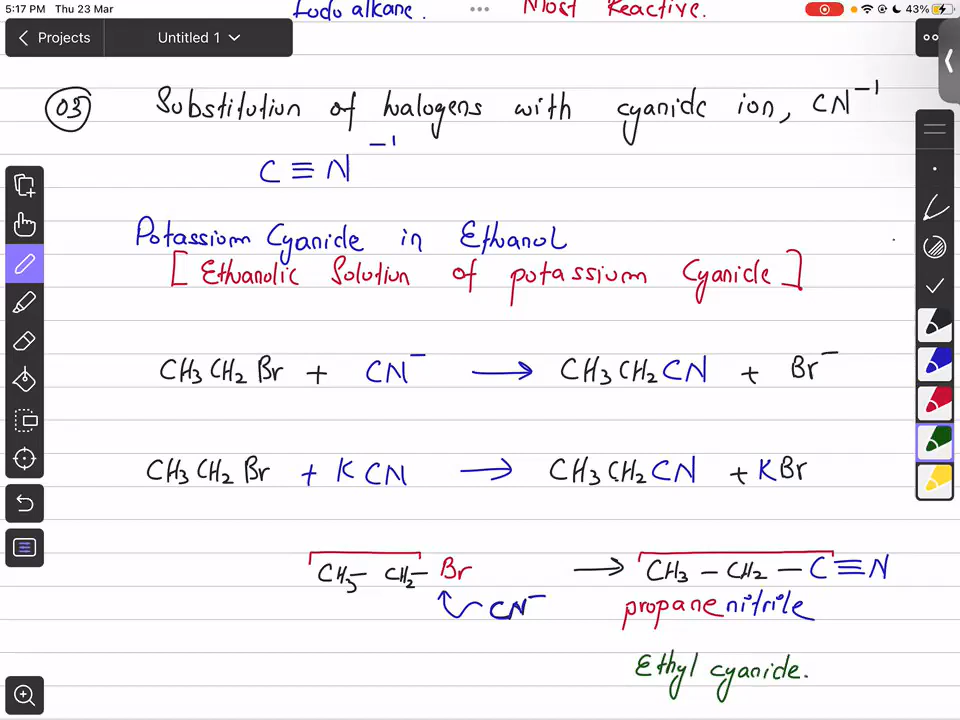 5:17 PM Thu 23 Mar
43%
Iodo alkane. Most Reactive.
Projects
Untitled 1
03 Substitution of halogens with cyanide ion, CN⁻¹
C≡N⁻¹
Potassium Cyanide in Ethanol
[Ethanolic Solution of potassium Cyanide]
CH3CH2Br + CN⁻ → CH3CH2CN + Br⁻
CH3CH2Br + KCN → CH3CH2CN + KBr
CH3– CH2– Br → CH3 – CH2 – C≡N
CN⁻
propanenitrile
Ethyl cyanide.